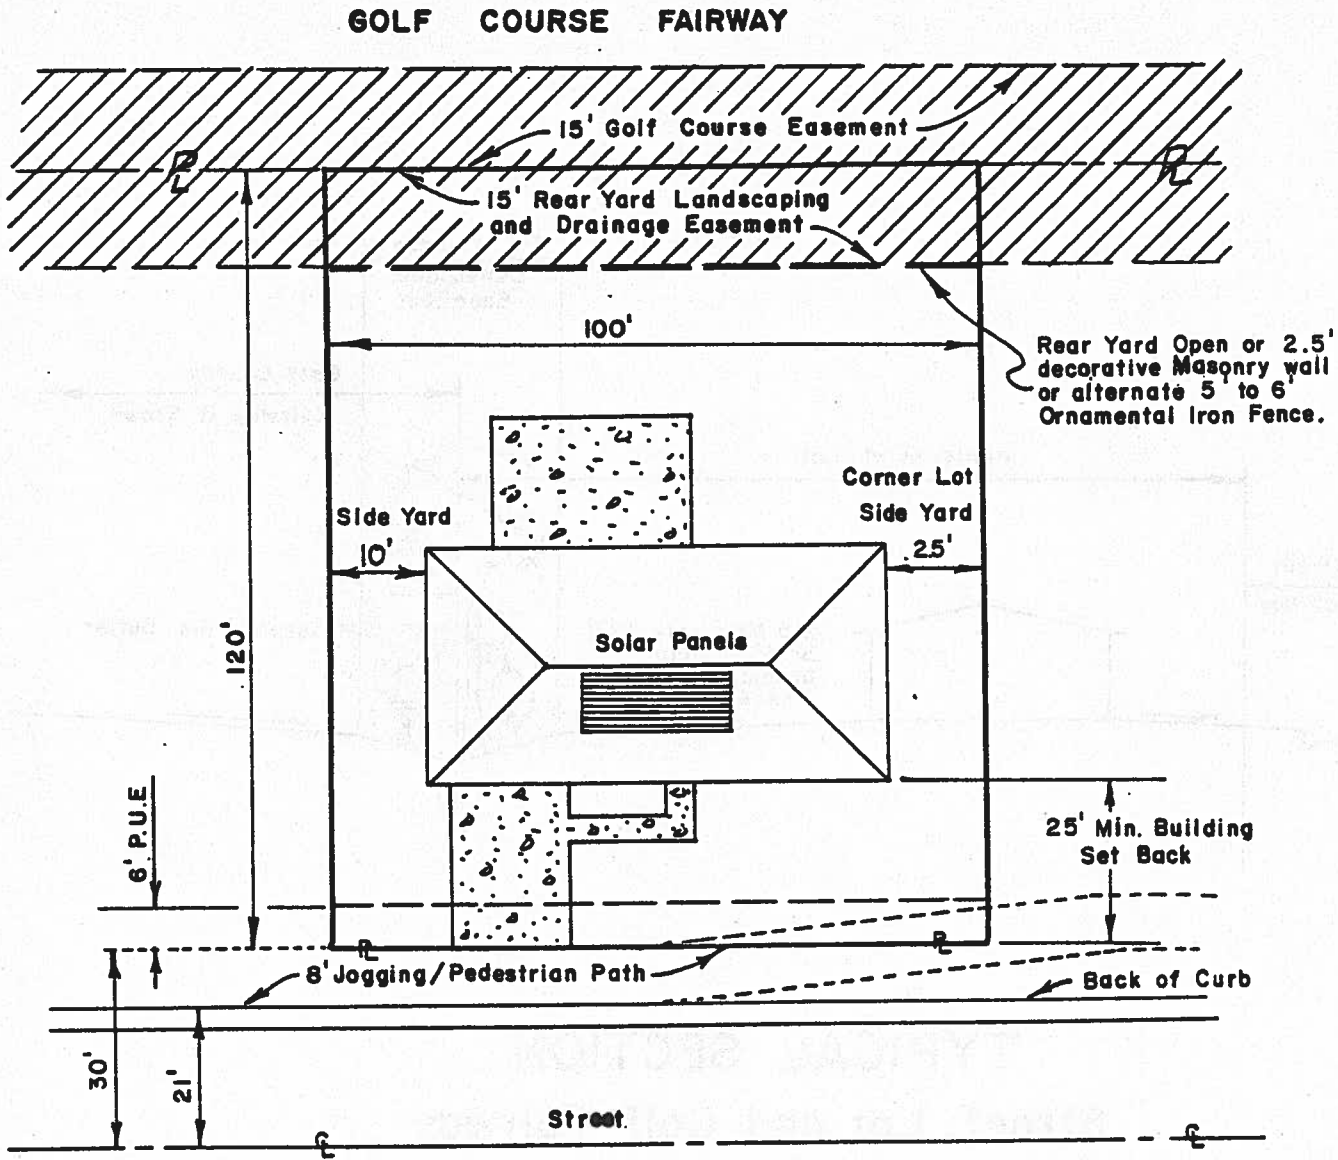 GOLF COURSE FAIRWAY
15' Golf Course Easement
PL
PL
15' Rear Yard Landscaping
and Drainage Easement
100'
Rear Yard Open or 2.5'
decorative Masonry wall
or alternate 5' to 6'
Ornamental Iron Fence.
Corner Lot
Side Yard
25'
Side Yard
10'
120'
Solar Panels
6' P.U.E
25' Min. Building
Set Back
PL
PL
8' Jogging/Pedestrian Path
Back of Curb
30'
21'
Street.
CL
CL